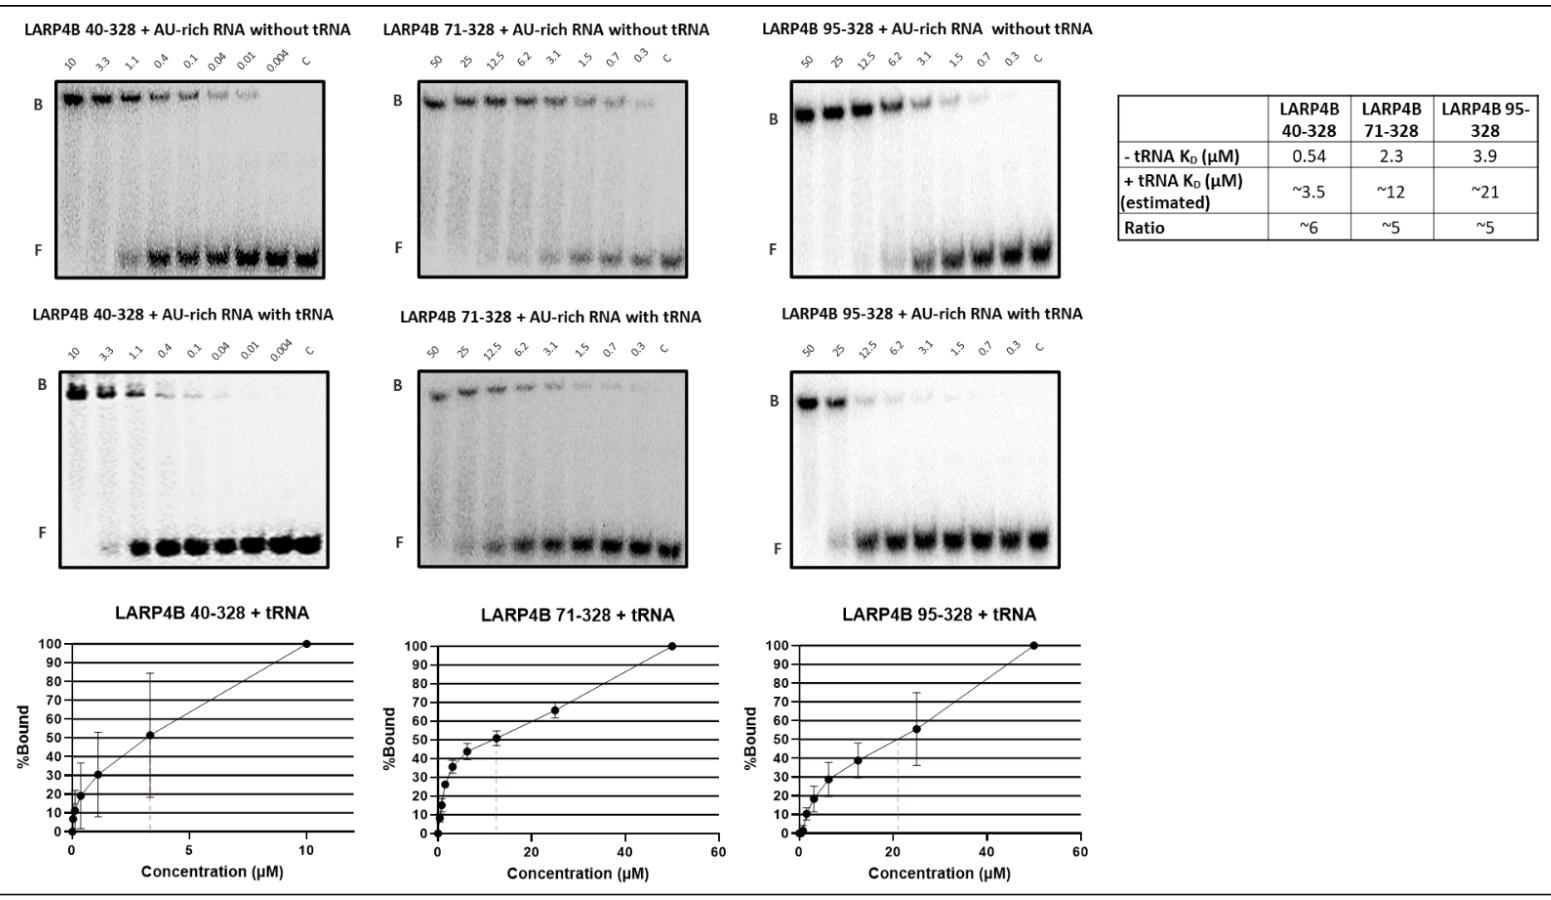 LARP4B 40-328 + AU-rich RNA without tRNA
10 3.3 1.1 0.4 0.1 0.04 0.01 0.004 C
B
F
LARP4B 71-328 + AU-rich RNA without tRNA
50 25 12.5 6.2 3.1 1.5 0.7 0.3 C
B
F
LARP4B 95-328 + AU-rich RNA without tRNA
50 25 12.5 6.2 3.1 1.5 0.7 0.3 C
B
F
LARP4B 40-328 LARP4B 71-328 LARP4B 95-328
- tRNA KD (µM) 0.54 2.3 3.9
+ tRNA KD (µM) (estimated) ~3.5 ~12 ~21
Ratio ~6 ~5 ~5
LARP4B 40-328 + AU-rich RNA with tRNA
10 3.3 1.1 0.4 0.1 0.04 0.01 0.004 C
B
F
LARP4B 71-328 + AU-rich RNA with tRNA
50 25 12.5 6.2 3.1 1.5 0.7 0.3 C
B
F
LARP4B 95-328 + AU-rich RNA with tRNA
50 25 12.5 6.2 3.1 1.5 0.7 0.3 C
B
F
LARP4B 40-328 + tRNA
%Bound
100
90
80
70
60
50
40
30
20
10
0
0 5 10
Concentration (µM)
LARP4B 71-328 + tRNA
%Bound
100
90
80
70
60
50
40
30
20
10
0
0 20 40 60
Concentration (µM)
LARP4B 95-328 + tRNA
%Bound
100
90
80
70
60
50
40
30
20
10
0
0 20 40 60
Concentration (µM)